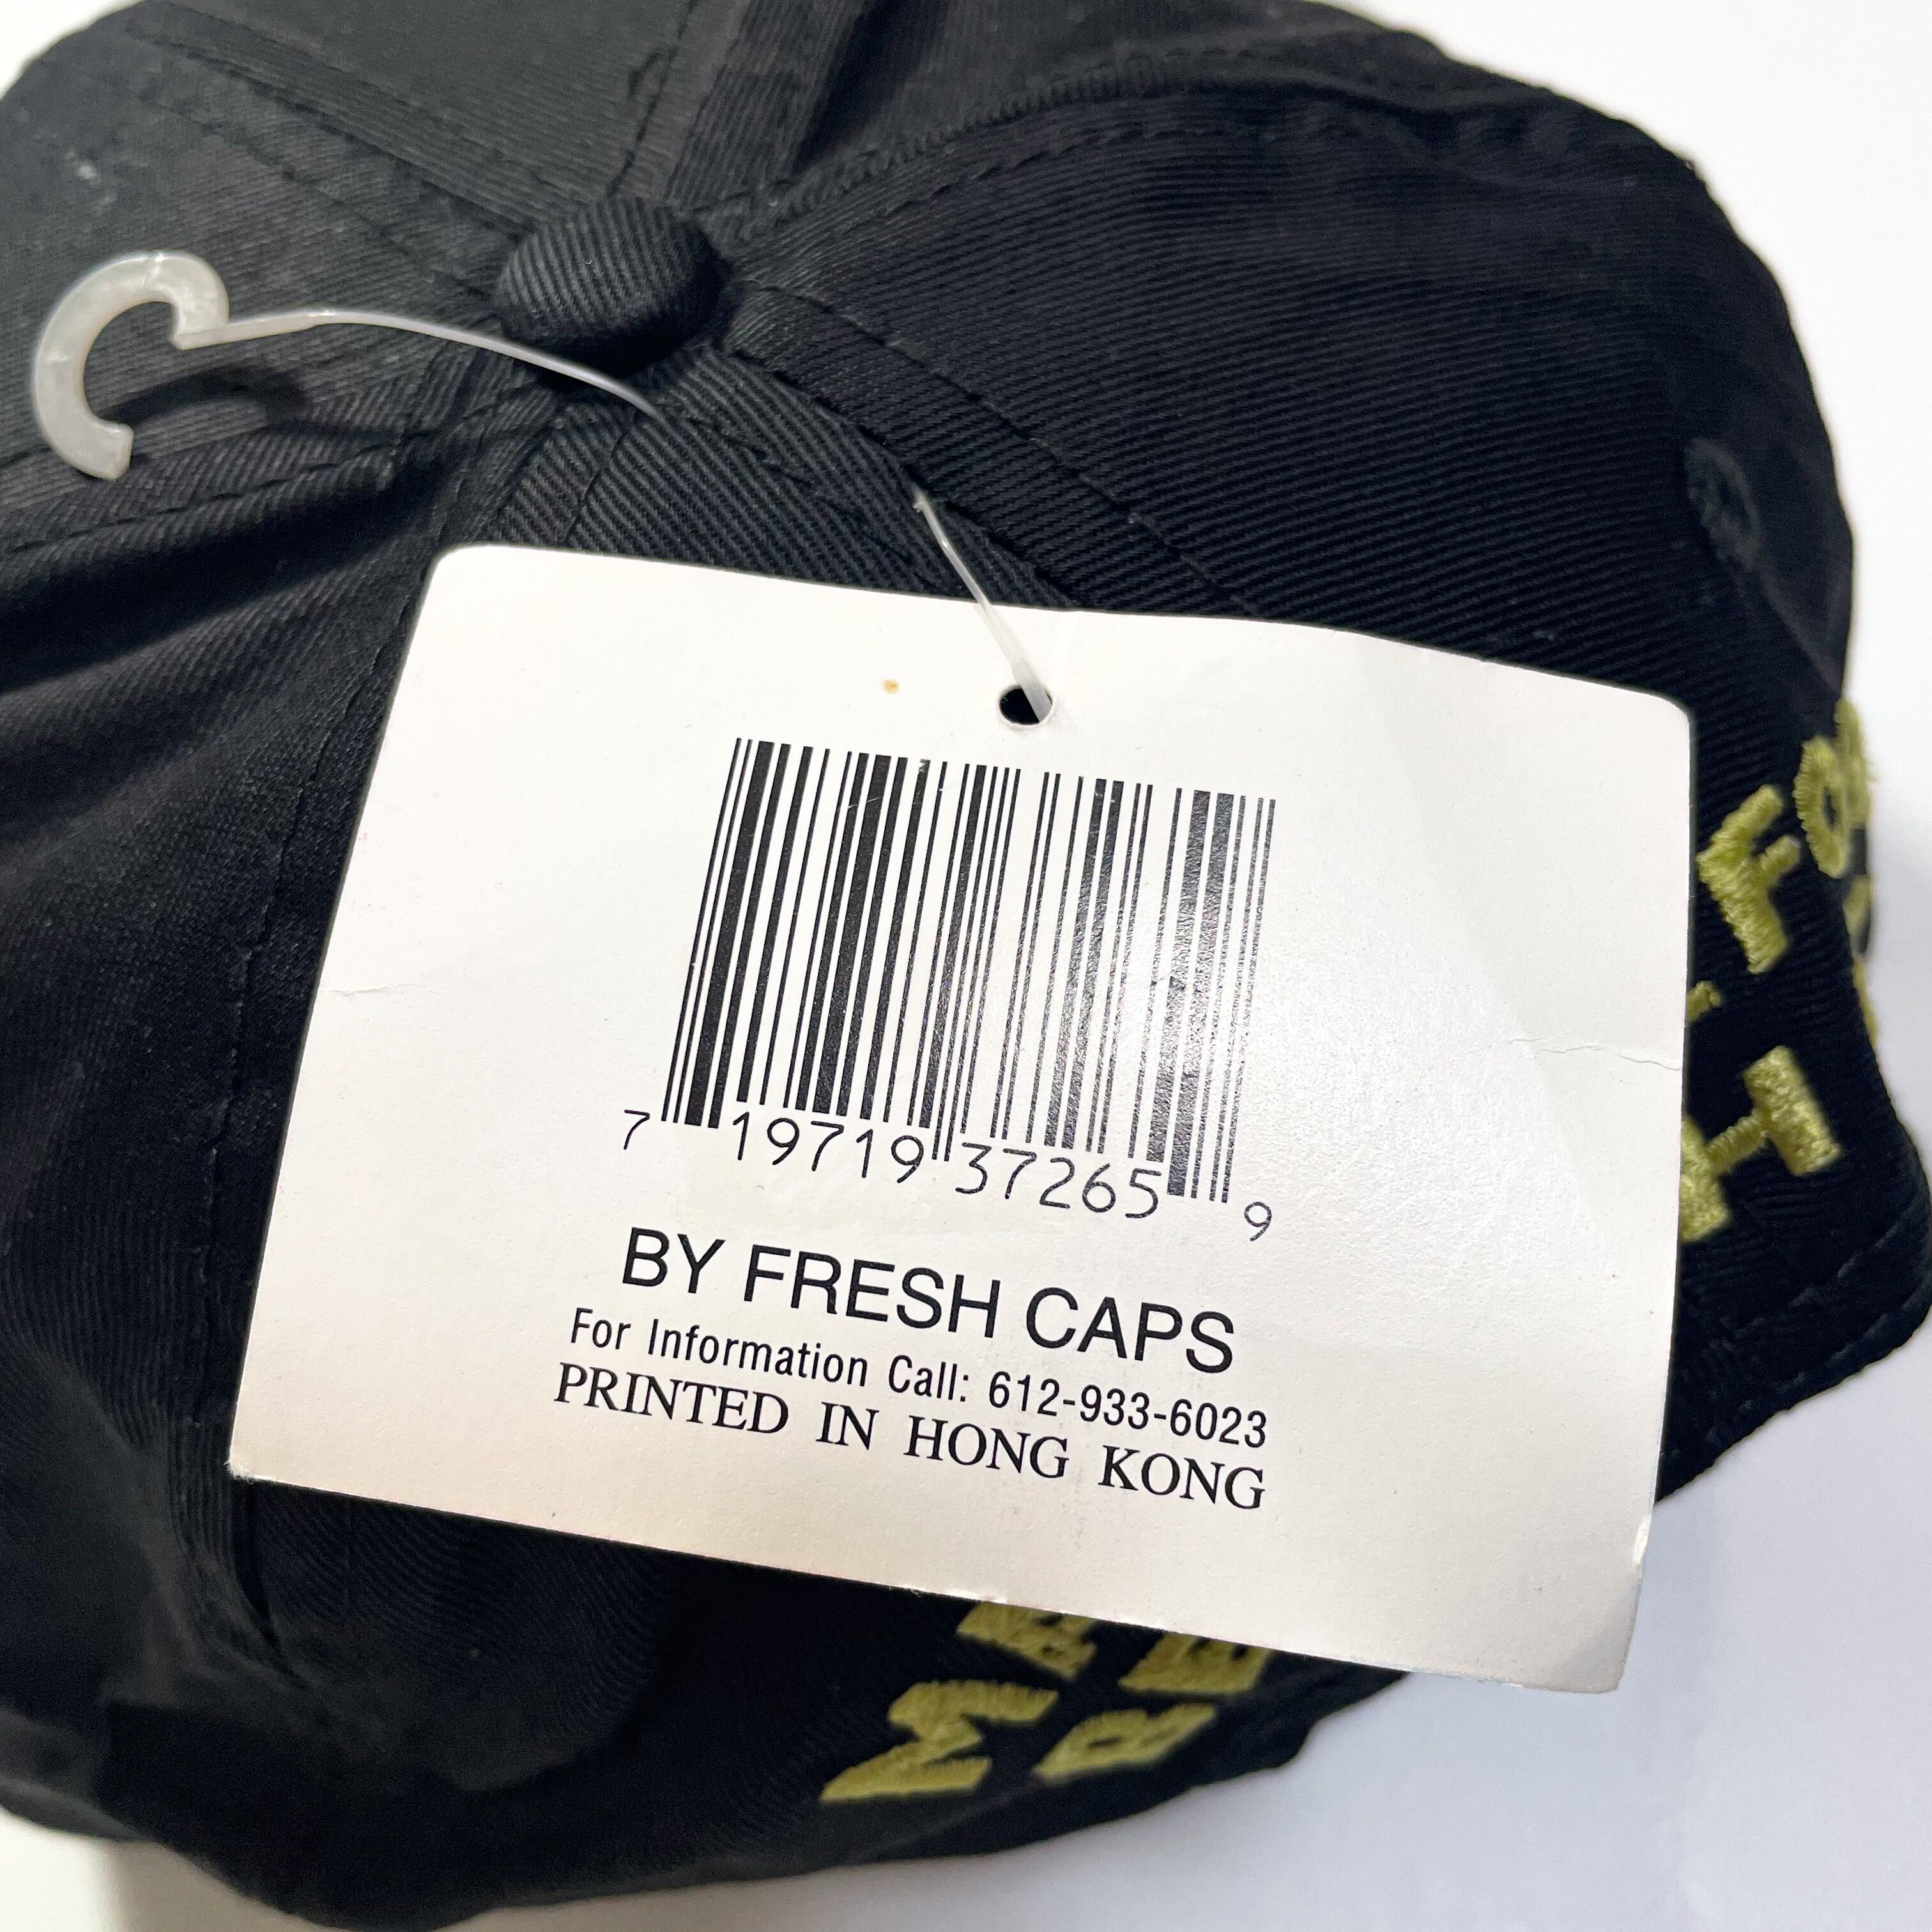 7 19719 37265 9
BY FRESH CAPS
For Information Call: 612-933-6023
PRINTED IN HONG KONG